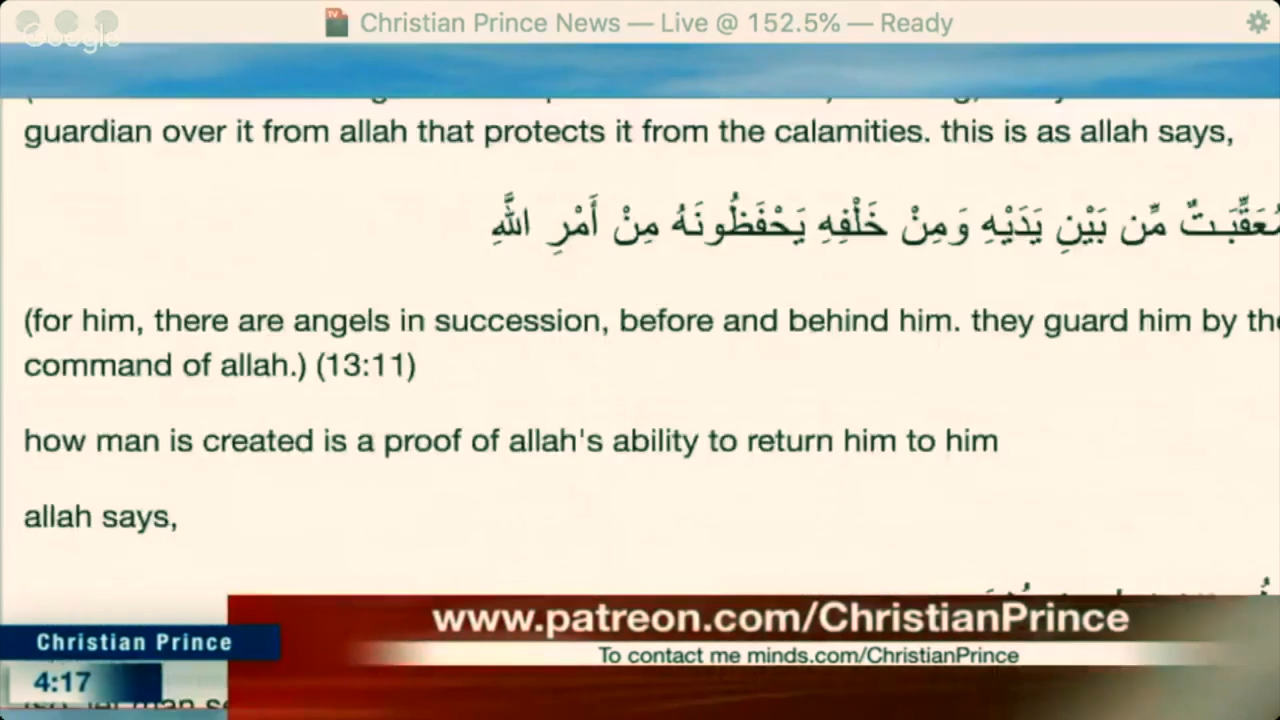 Christian Prince News — Live @ 152.5% — Ready
Google
guardian over it from allah that protects it from the calamities. this is as allah says,
مُعَقِّبَـتٌ مِّن بَيْنِ يَدَيْهِ وَمِنْ خَلْفِهِ يَحْفَظُونَهُ مِنْ أَمْرِ اللَّهِ
(for him, there are angels in succession, before and behind him. they guard him by the
command of allah.) (13:11)
how man is created is a proof of allah's ability to return him to him
allah says,
www.patreon.com/ChristianPrince
Christian Prince
To contact me minds.com/ChristianPrince
4:17